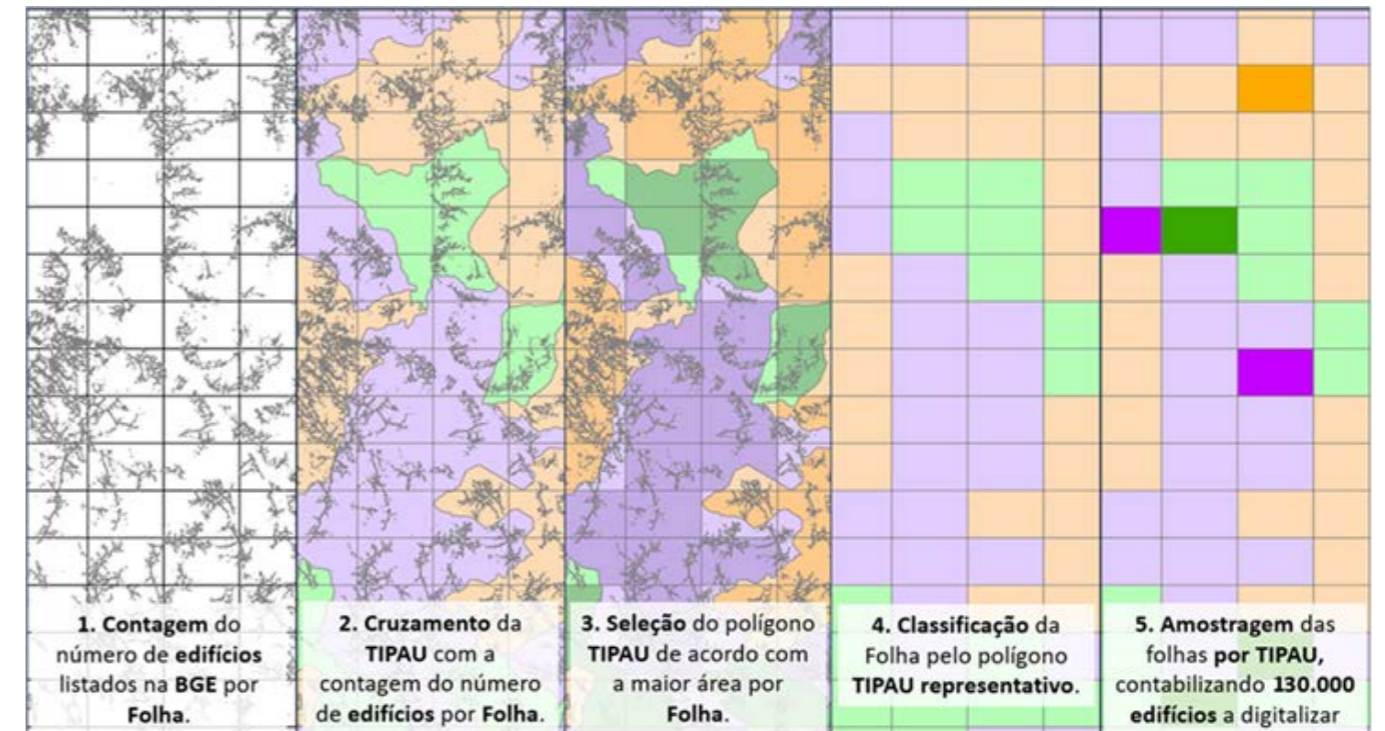 1. Contagem do
número de edifícios
listados na BGE por
Folha.
2. Cruzamento da
TIPAU com a
contagem do número
de edifícios por Folha.
3. Seleção do polígono
TIPAU de acordo com
a maior área por
Folha.
4. Classificação da
Folha pelo polígono
TIPAU representativo.
5. Amostragem das
folhas por TIPAU,
contabilizando 130.000
edifícios a digitalizar